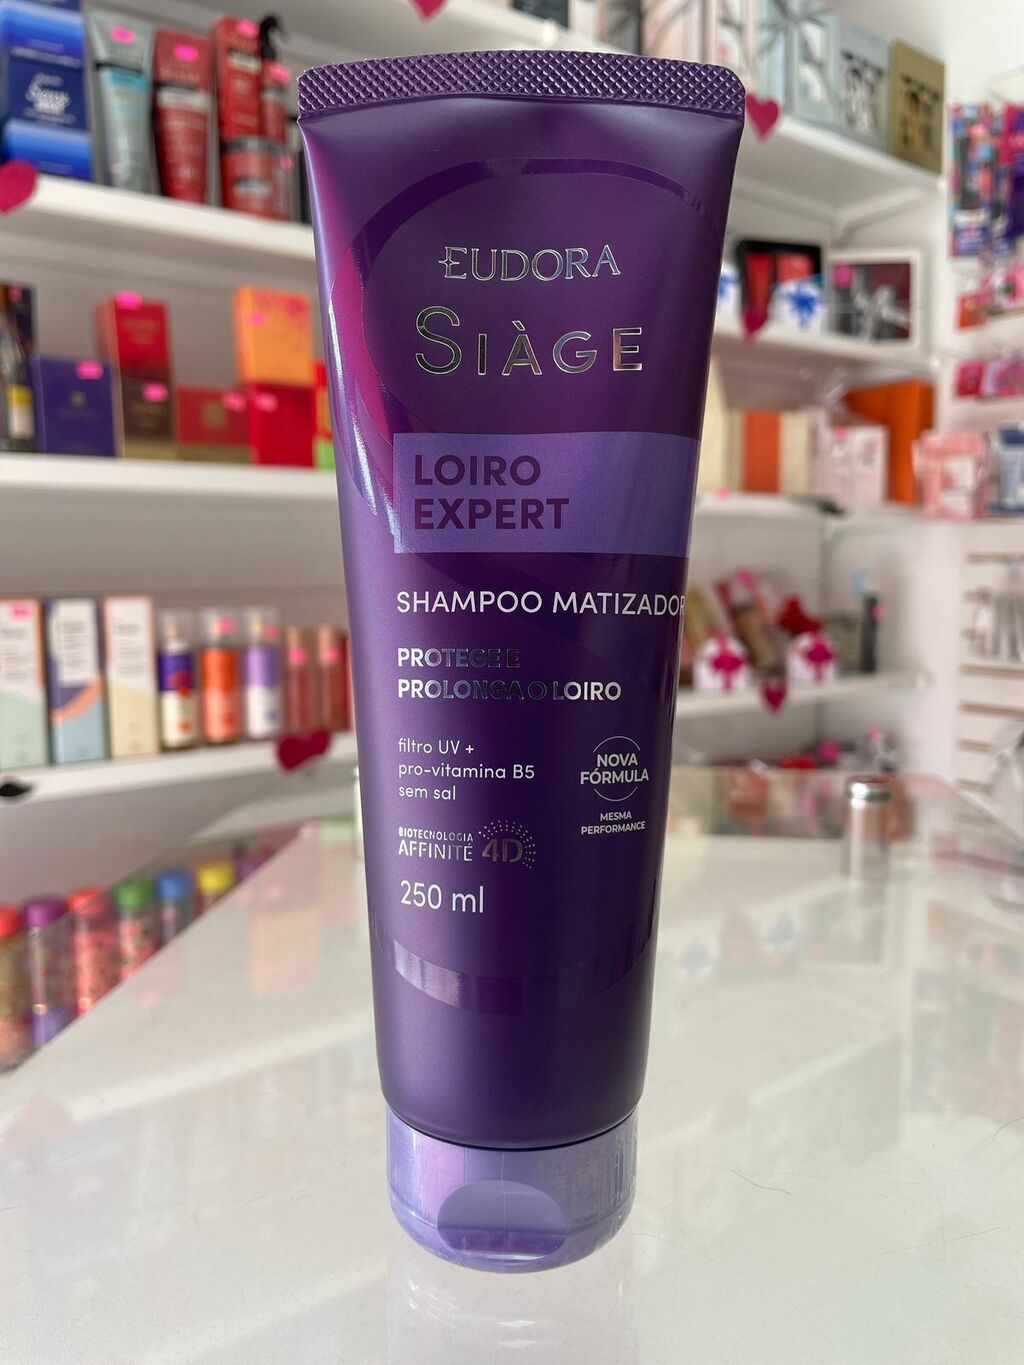 EUDORA
SIÀGE
LOIRO
EXPERT
SHAMPOO MATIZADOR
PROTEGE E
PROLONGA O LOIRO
filtro UV +
pro-vitamina B5
sem sal
NOVA
FÓRMULA
MESMA
PERFORMANCE
BIOTECNOLOGIA
AFFINITÉ 4D
250 ml